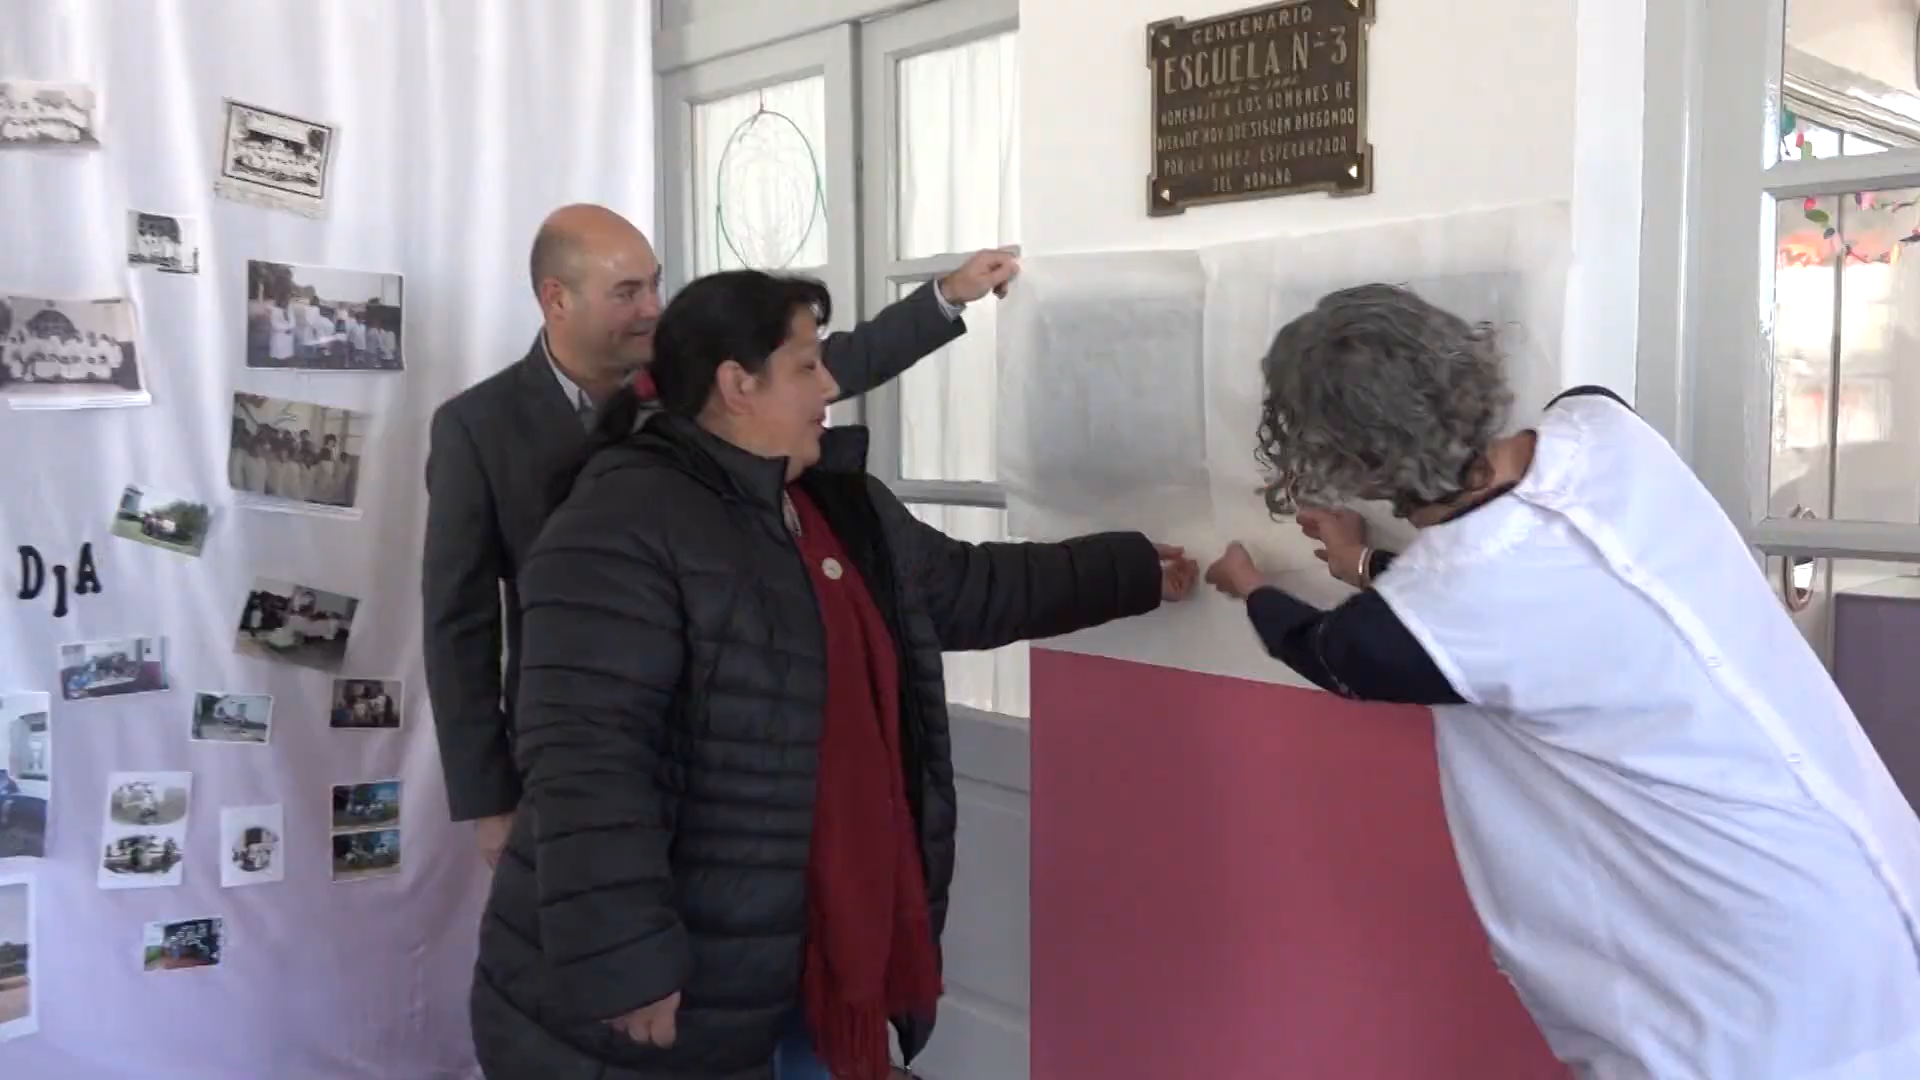 CENTENARIO
ESCUELA Nº 3
HOMENAJE A LOS HOMBRES DE
AYER Y DE HOY QUE SIGUEN BREGANDO
POR LA NIÑEZ ESPERANZADA
DEL MAÑANA
DIA